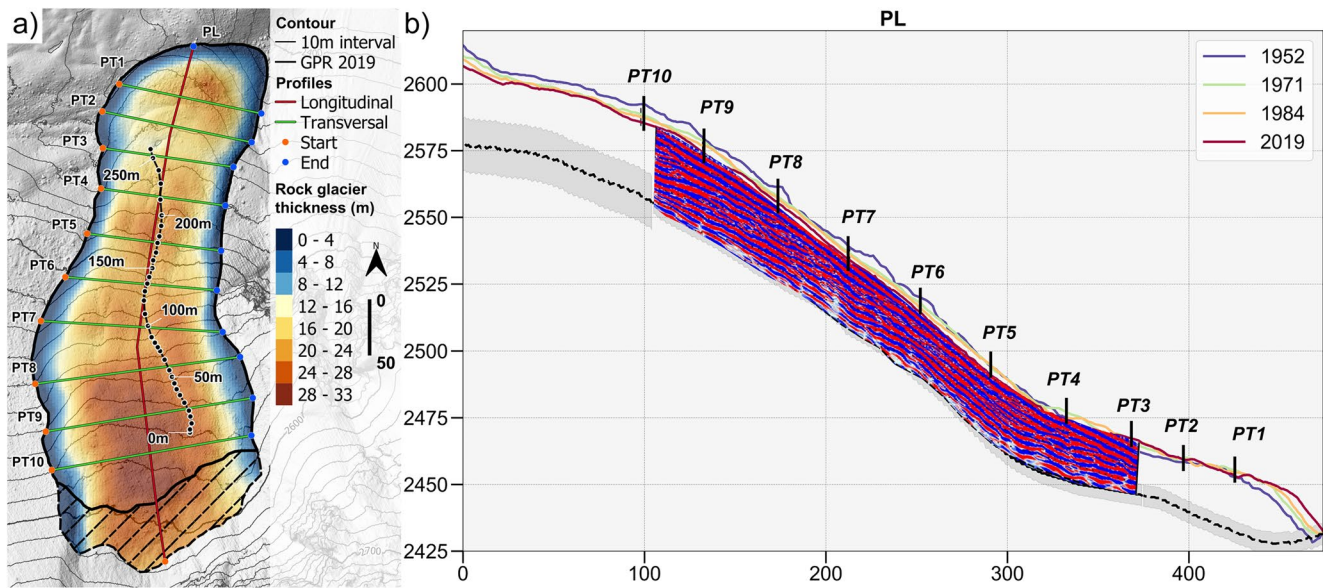 a)
PL
PT1
PT2
PT3
250m
PT4
200m
PT5
150m
PT6
100m
PT7
PT8
50m
PT9
0m
PT10
Contour
10m interval
GPR 2019
Profiles
Longitudinal
Transversal
Start
End
Rock glacier
thickness (m)
0 - 4
4 - 8
8 - 12
12 - 16
16 - 20
20 - 24
24 - 28
28 - 33
N
0
50
2600
2700
b)
PL
1952
1971
1984
2019
2600
2575
2550
2525
2500
2475
2450
2425
PT10
PT9
PT8
PT7
PT6
PT5
PT4
PT3
PT2
PT1
0
100
200
300
400